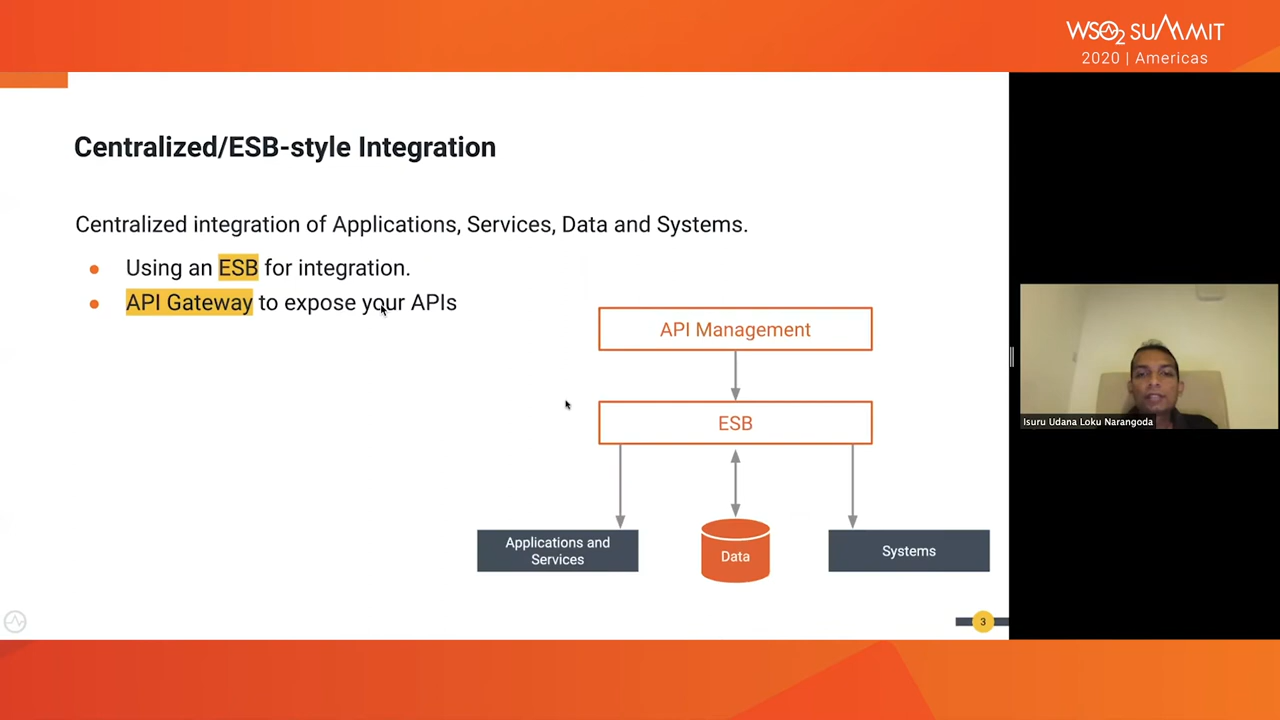 WSO2 SUMMIT
2020 | Americas
Centralized/ESB-style Integration
Centralized integration of Applications, Services, Data and Systems.
Using an ESB for integration.
API Gateway to expose your APIs
API Management
ESB
Applications and
Services
Data
Systems
3
Isuru Udana Loku Narangoda